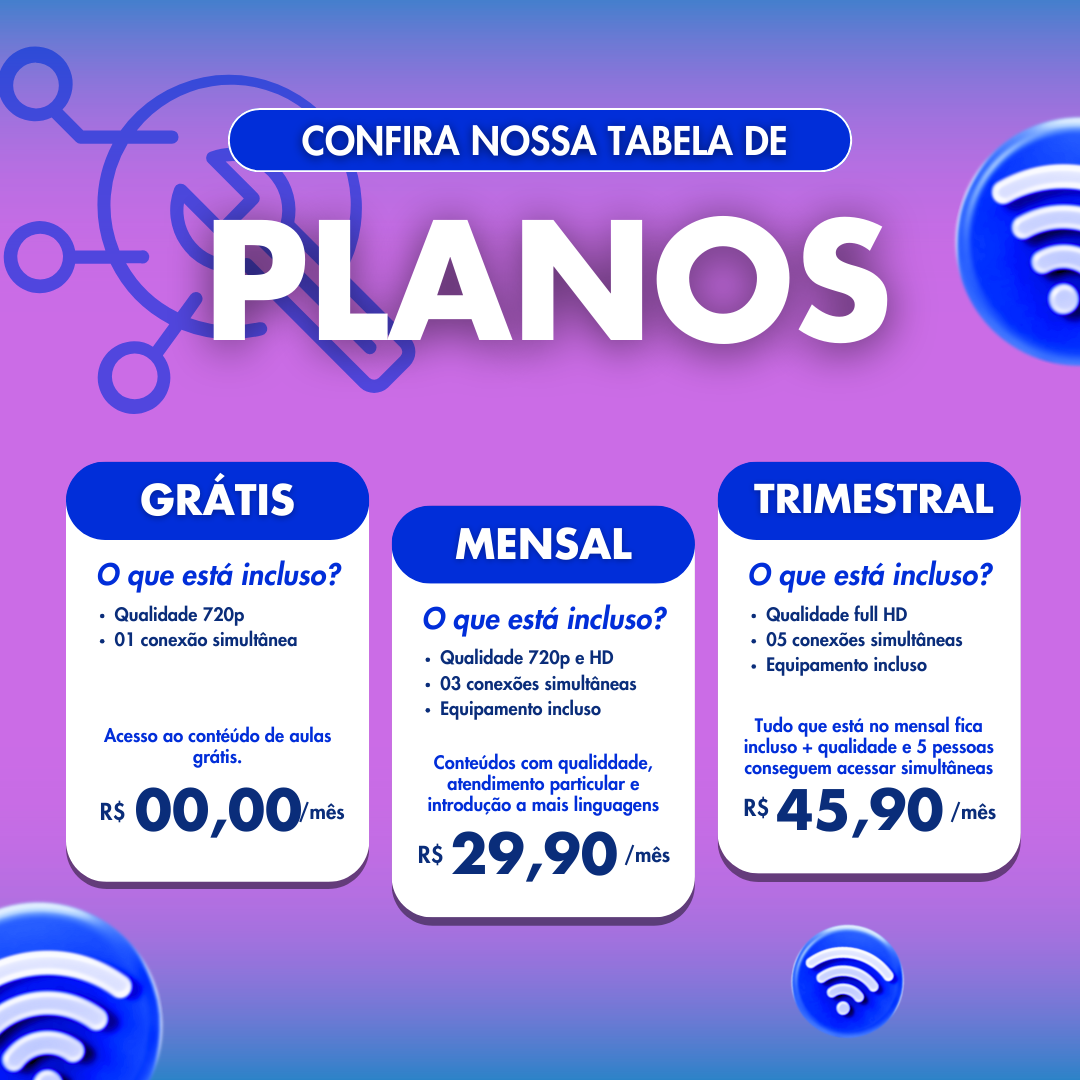 CONFIRA NOSSA TABELA DE
PLANOS
GRÁTIS
O que está incluso?
• Qualidade 720p
• 01 conexão simultânea
Acesso ao contéúdo de aulas
grátis.
R$ 00,00/mês
MENSAL
O que está incluso?
• Qualidade 720p e HD
• 03 conexões simultâneas
• Equipamento incluso
Conteúdos com qualiddade,
atendimento particular e
introdução a mais linguagens
R$ 29,90 /mês
TRIMESTRAL
O que está incluso?
• Qualidade full HD
• 05 conexões simultâneas
• Equipamento incluso
Tudo que está no mensal fica
incluso + qualidade e 5 pessoas
conseguem acessar simultâneas
R$ 45,90 /mês